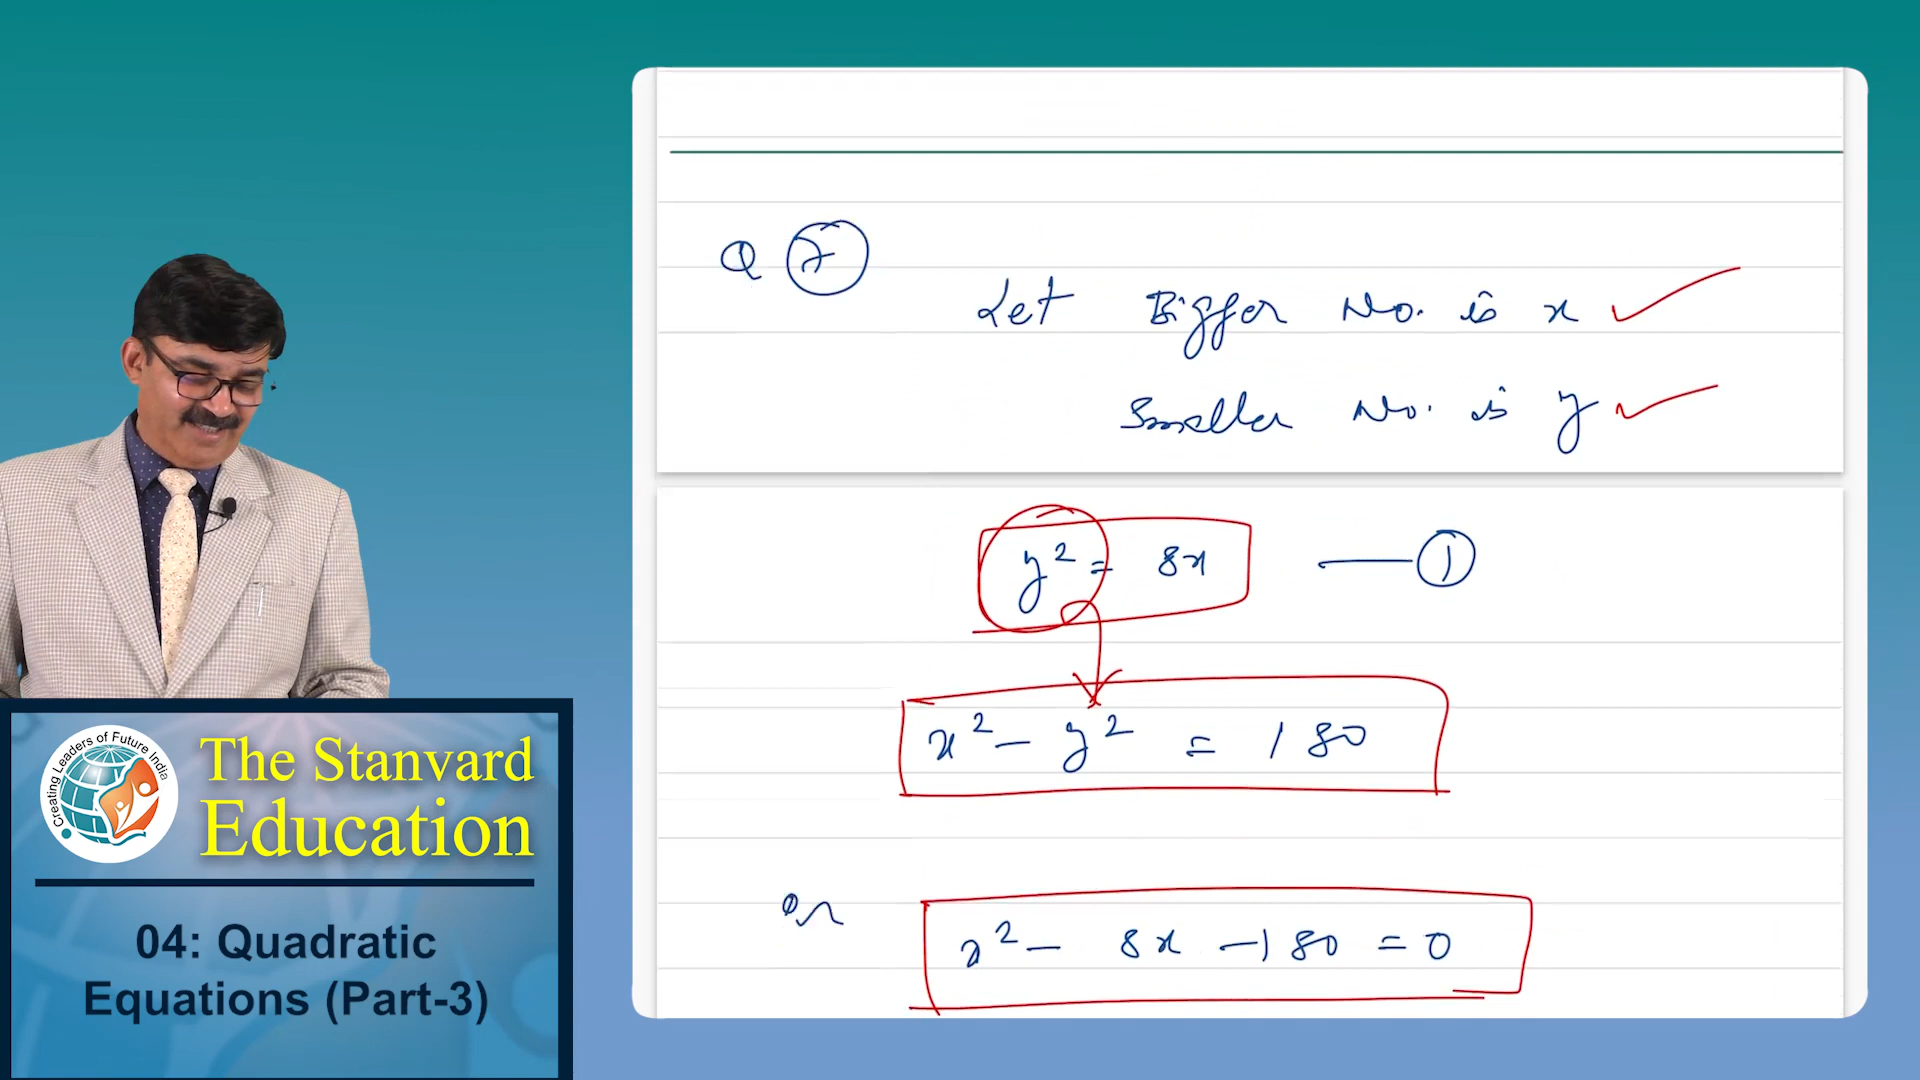 Q 7
Let Bigger No. is x
Smaller No. is y
y² = 8x — 1
x² - y² = 180
or x² - 8x - 180 = 0
Creating Leaders of Future India
The Stanvard
Education
04: Quadratic
Equations (Part-3)